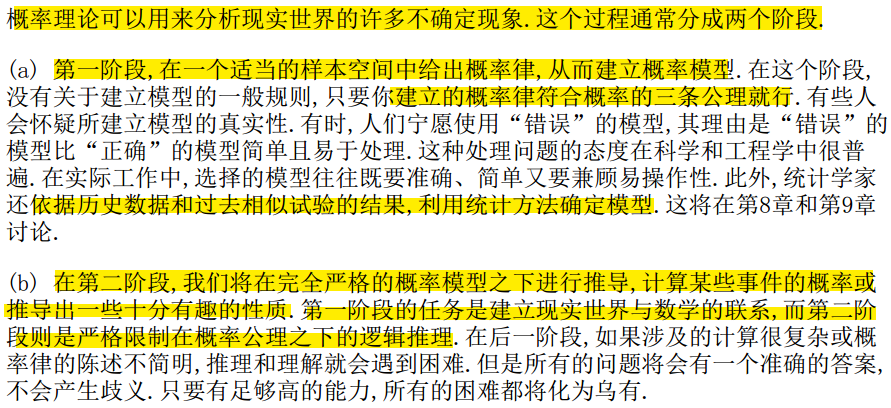 概率理论可以用来分析现实世界的许多不确定现象. 这个过程通常分成两个阶段.
(a) 第一阶段, 在一个适当的样本空间中给出概率律, 从而建立概率模型. 在这个阶段,
没有关于建立模型的一般规则, 只要你建立的概率律符合概率的三条公理就行. 有些人
会怀疑所建立模型的真实性. 有时, 人们宁愿使用“错误”的模型, 其理由是“错误”的
模型比“正确”的模型简单且易于处理. 这种处理问题的态度在科学和工程学中很普
遍. 在实际工作中, 选择的模型往往既要准确、简单又要兼顾易操作性. 此外, 统计学家
还依据历史数据和过去相似试验的结果, 利用统计方法确定模型. 这将在第8章和第9章
讨论.
(b) 在第二阶段, 我们将在完全严格的概率模型之下进行推导, 计算某些事件的概率或
推导出一些十分有趣的性质. 第一阶段的任务是建立现实世界与数学的联系, 而第二阶
段则是严格限制在概率公理之下的逻辑推理. 在后一阶段, 如果涉及的计算很复杂或概
率律的陈述不简明, 推理和理解就会遇到困难. 但是所有的问题将会有一个准确的答案,
不会产生歧义. 只要有足够高的能力, 所有的困难都将化为乌有.